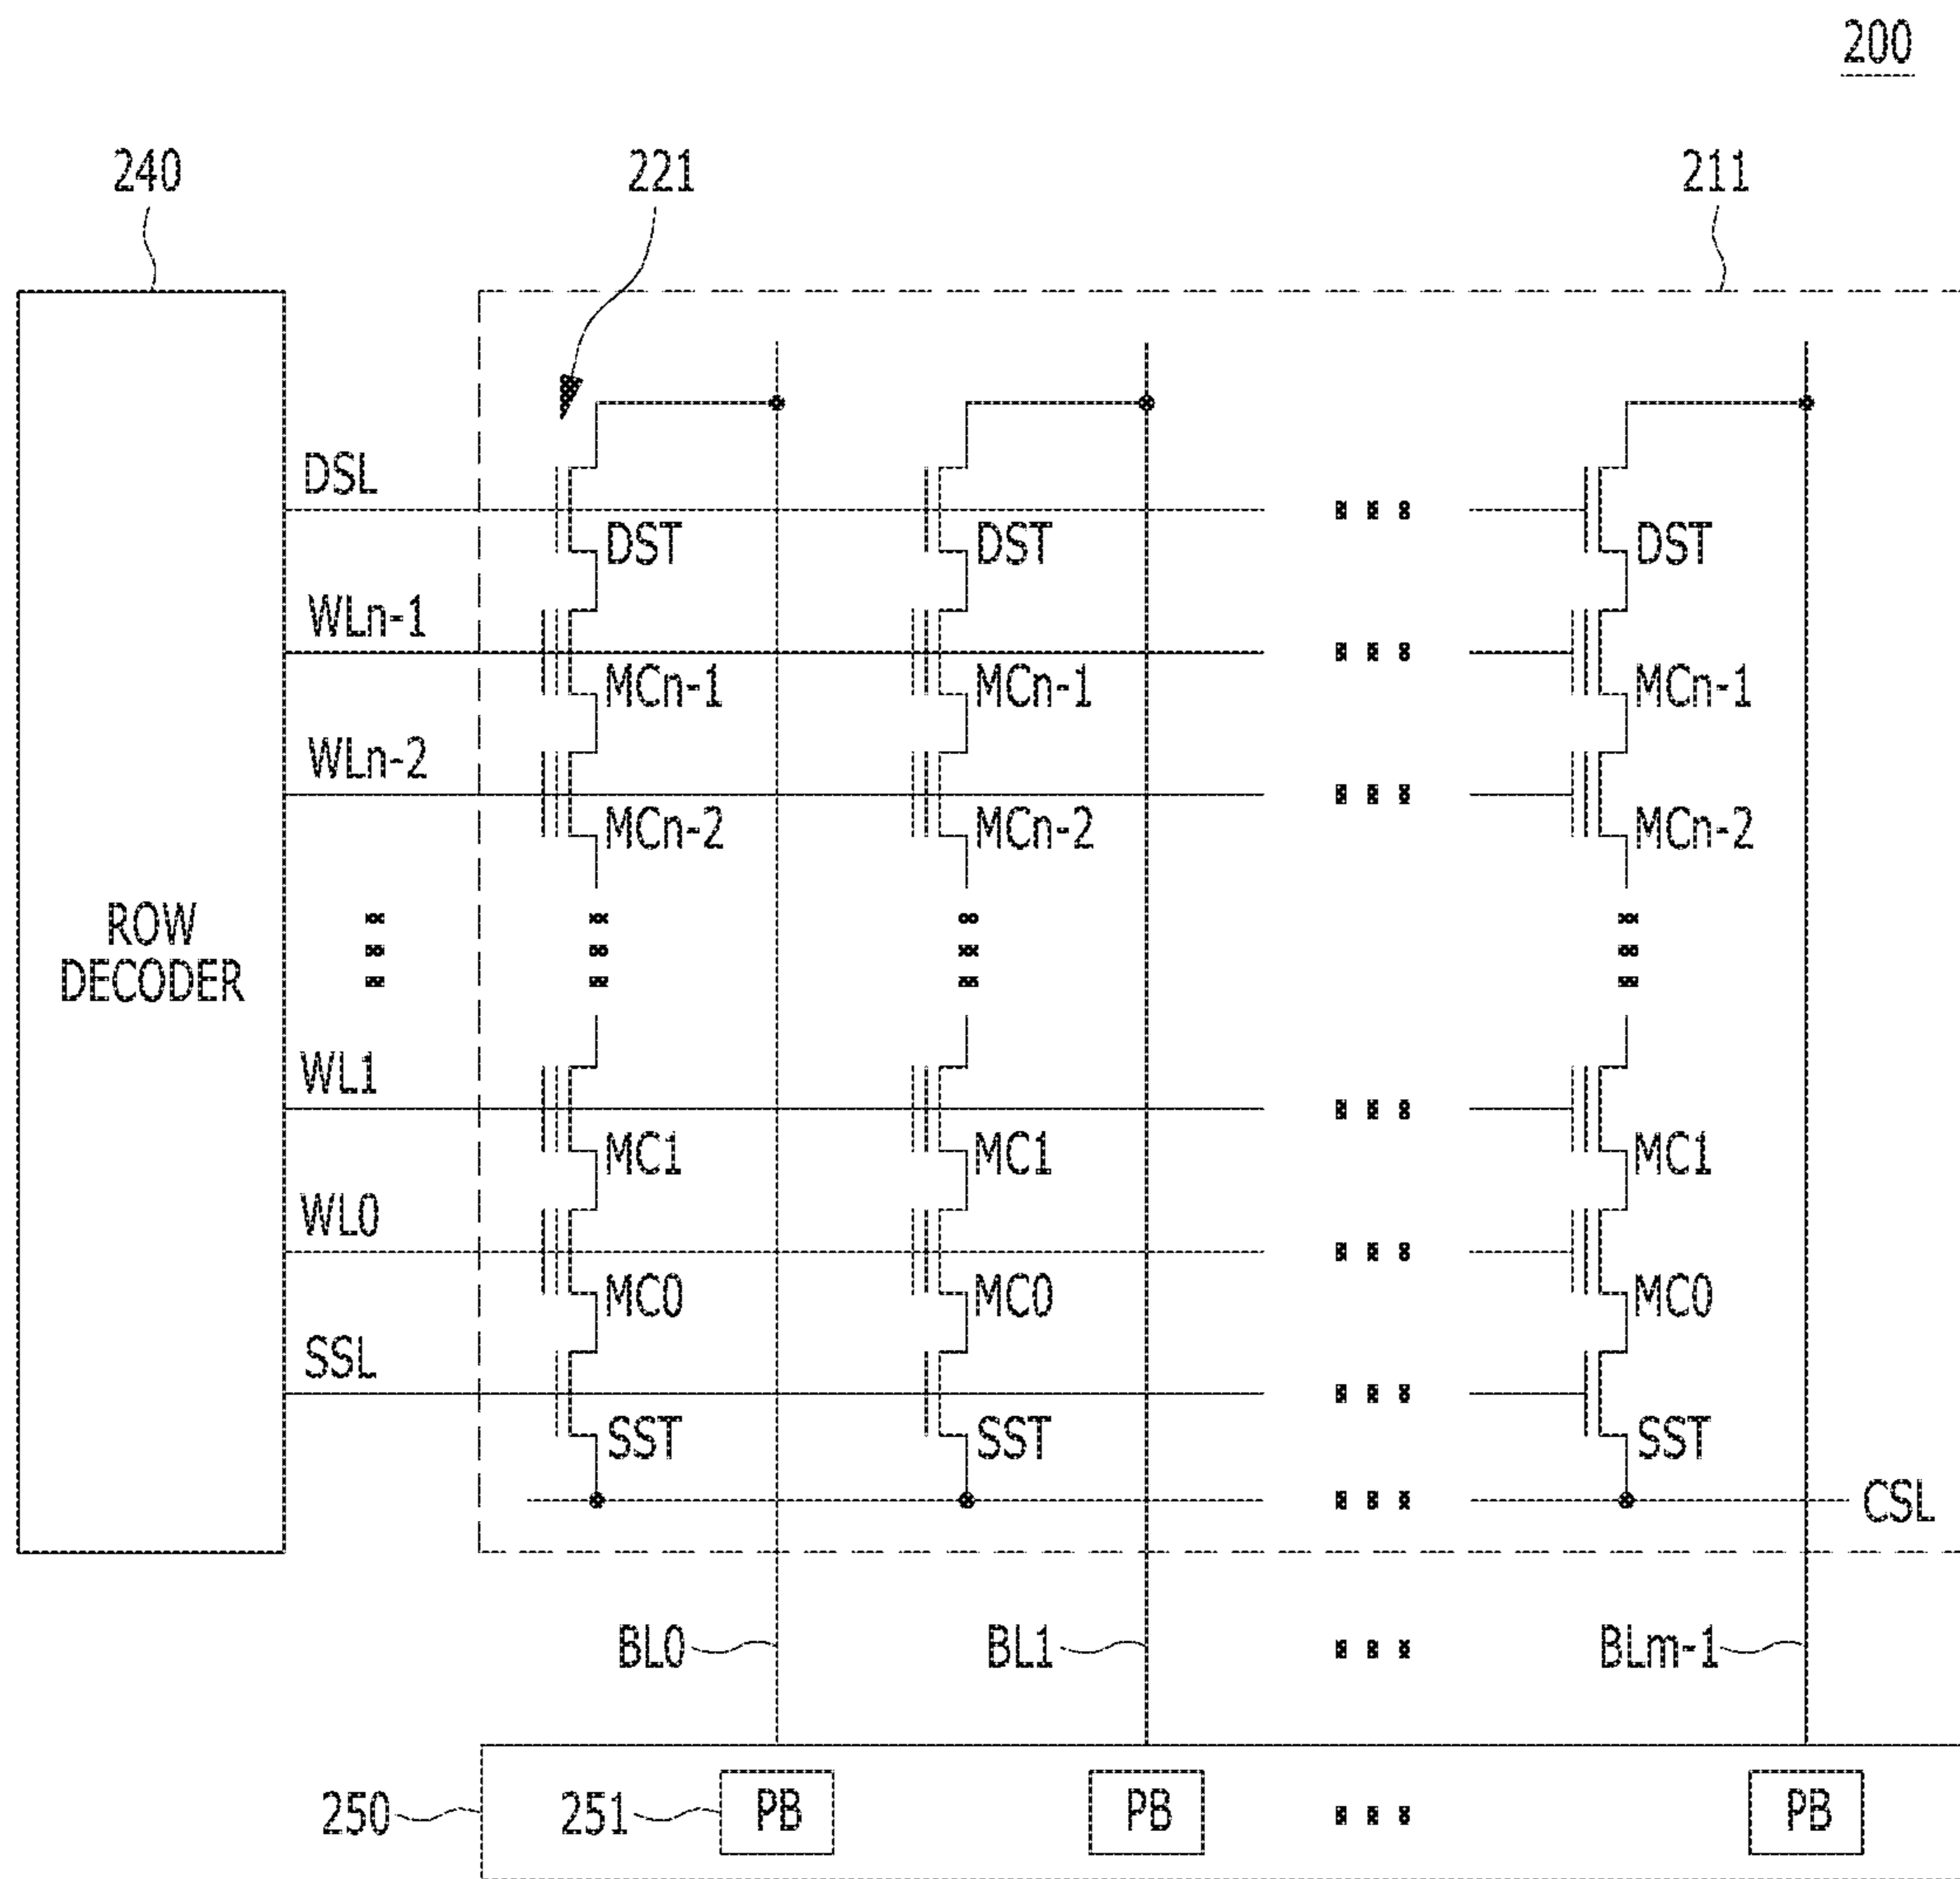 200
240 221 211
DSL
DST DST DST
WLn-1
MCn-1 MCn-1 MCn-1
WLn-2
MCn-2 MCn-2 MCn-2
ROW
DECODER
WL1
MC1 MC1 MC1
WL0
MC0 MC0 MC0
SSL
SST SST SST
CSL
BL0 BL1 BLm-1
250 251 PB PB PB